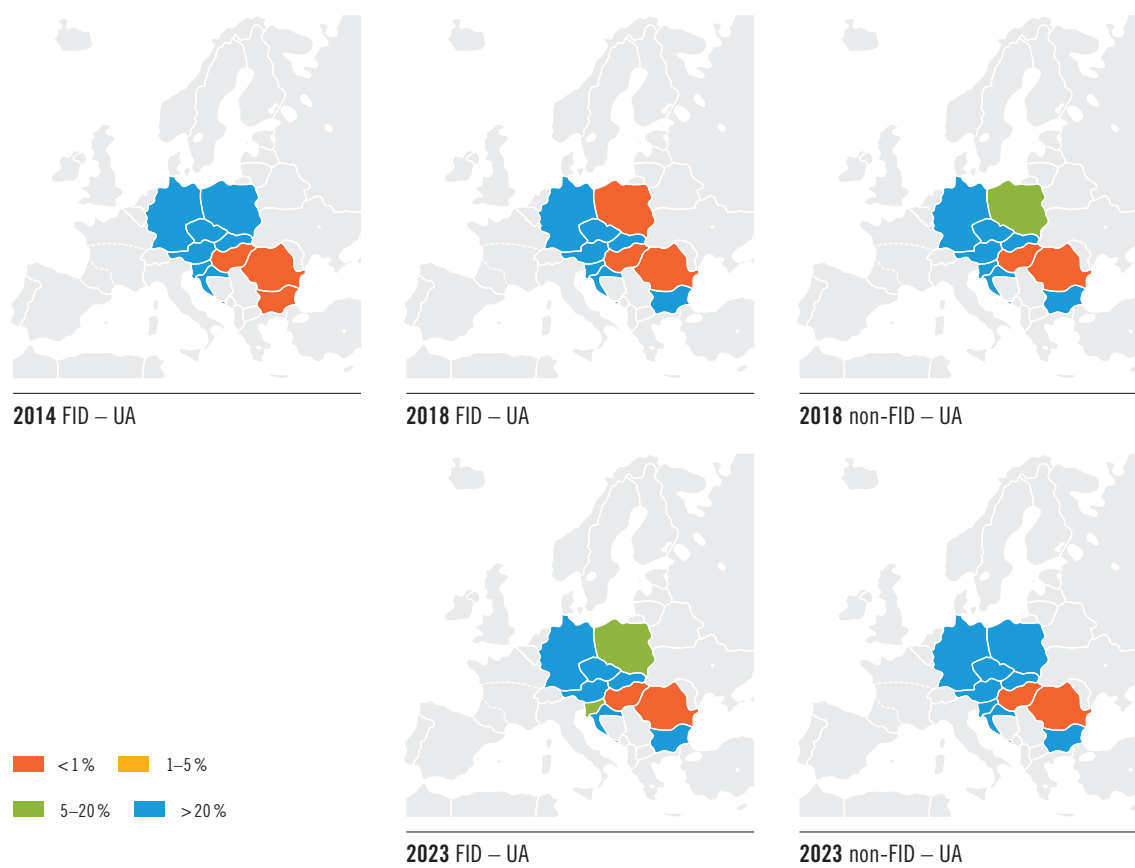 2014 FID – UA
2018 FID – UA
2018 non-FID – UA
<1 %
1–5 %
5–20 %
>20 %
2023 FID – UA
2023 non-FID – UA